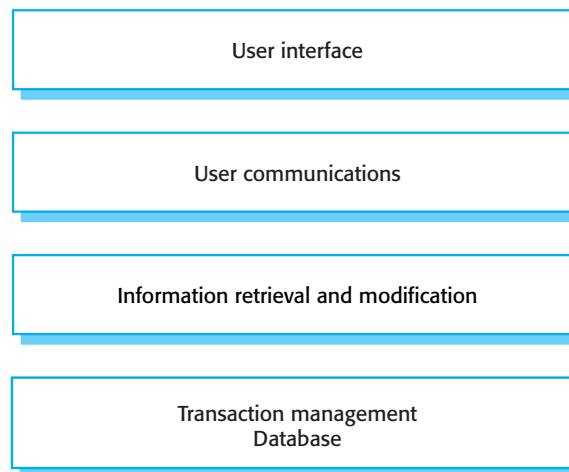 User interface
User communications
Information retrieval and modification
Transaction management
Database